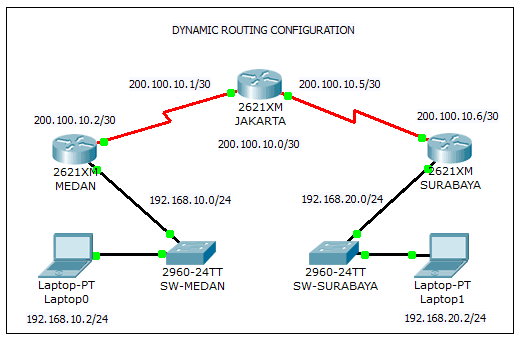 DYNAMIC ROUTING CONFIGURATION
200.100.10.1/30
200.100.10.5/30
2621XM
JAKARTA
200.100.10.2/30
200.100.10.6/30
200.100.10.0/30
2621XM
MEDAN
2621XM
SURABAYA
192.168.10.0/24
192.168.20.0/24
Laptop-PT
Laptop0
2960-24TT
SW-MEDAN
2960-24TT
SW-SURABAYA
Laptop-PT
Laptop1
192.168.10.2/24
192.168.20.2/24